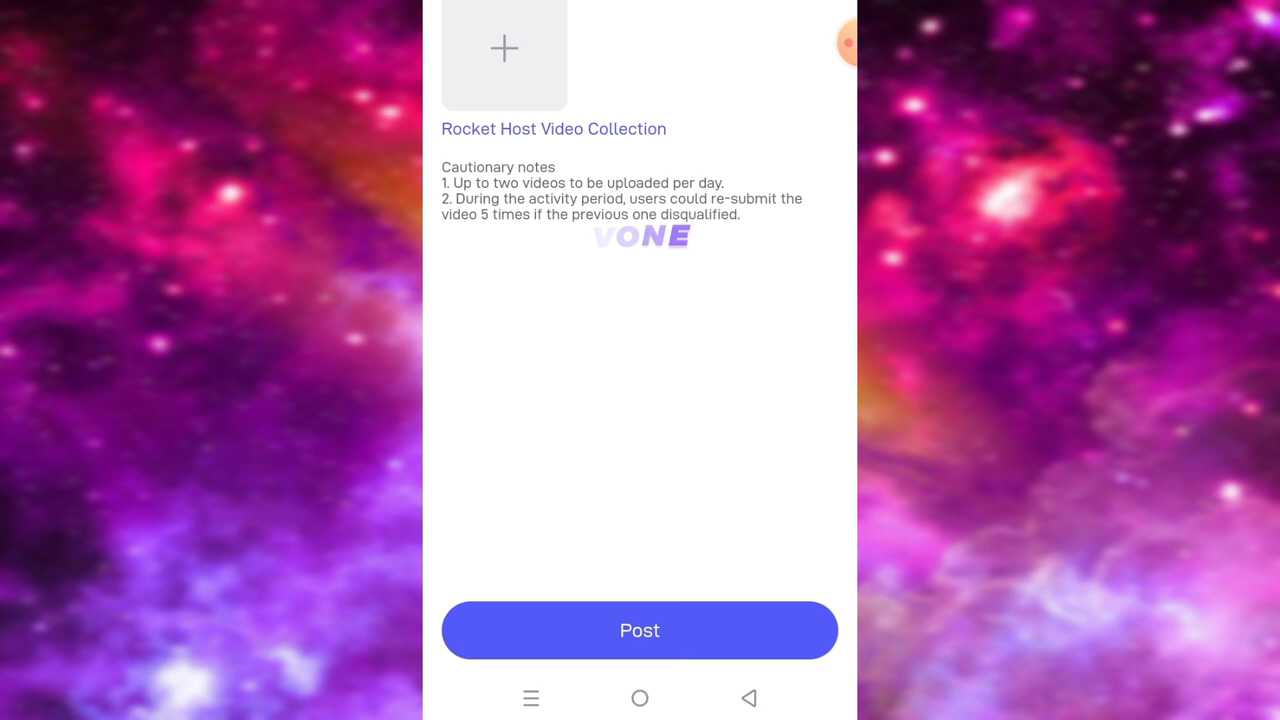 Rocket Host Video Collection
Cautionary notes
1. Up to two videos to be uploaded per day.
2. During the activity period, users could re-submit the
video 5 times if the previous one disqualified.
VONE
Post